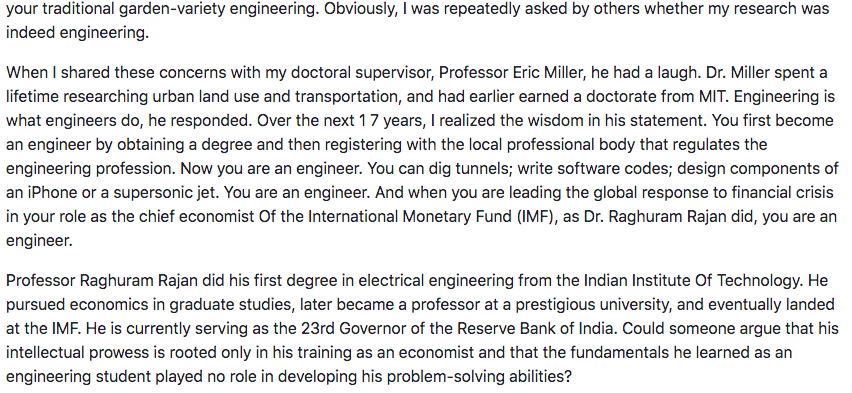 your traditional garden-variety engineering. Obviously, I was repeatedly asked by others whether my research was
indeed engineering.
When I shared these concerns with my doctoral supervisor, Professor Eric Miller, he had a laugh. Dr. Miller spent a
lifetime researching urban land use and transportation, and had earlier earned a doctorate from MIT. Engineering is
what engineers do, he responded. Over the next 1 7 years, I realized the wisdom in his statement. You first become
an engineer by obtaining a degree and then registering with the local professional body that regulates the
engineering profession. Now you are an engineer. You can dig tunnels; write software codes; design components of
an iPhone or a supersonic jet. You are an engineer. And when you are leading the global response to financial crisis
in your role as the chief economist Of the International Monetary Fund (IMF), as Dr. Raghuram Rajan did, you are an
engineer.
Professor Raghuram Rajan did his first degree in electrical engineering from the Indian Institute Of Technology. He
pursued economics in graduate studies, later became a professor at a prestigious university, and eventually landed
at the IMF. He is currently serving as the 23rd Governor of the Reserve Bank of India. Could someone argue that his
intellectual prowess is rooted only in his training as an economist and that the fundamentals he learned as an
engineering student played no role in developing his problem-solving abilities?